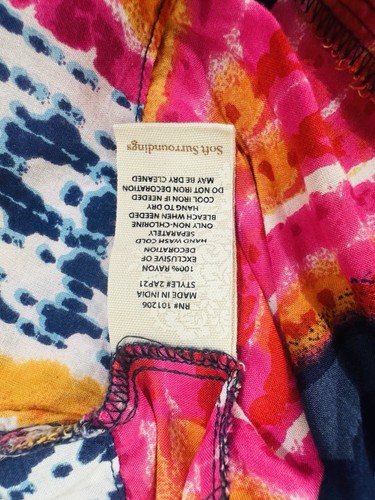 RN# 101206
MADE IN INDIA
STYLE# 2AP21
100% RAYON
EXCLUSIVE OF
DECORATION
HAND WASH COLD
SEPARATELY
ONLY NON-CHLORINE
BLEACH WHEN NEEDED
HANG TO DRY
COOL IRON IF NEEDED
DO NOT IRON DECORATION
MAY BE DRY CLEANED
Soft Surroundings